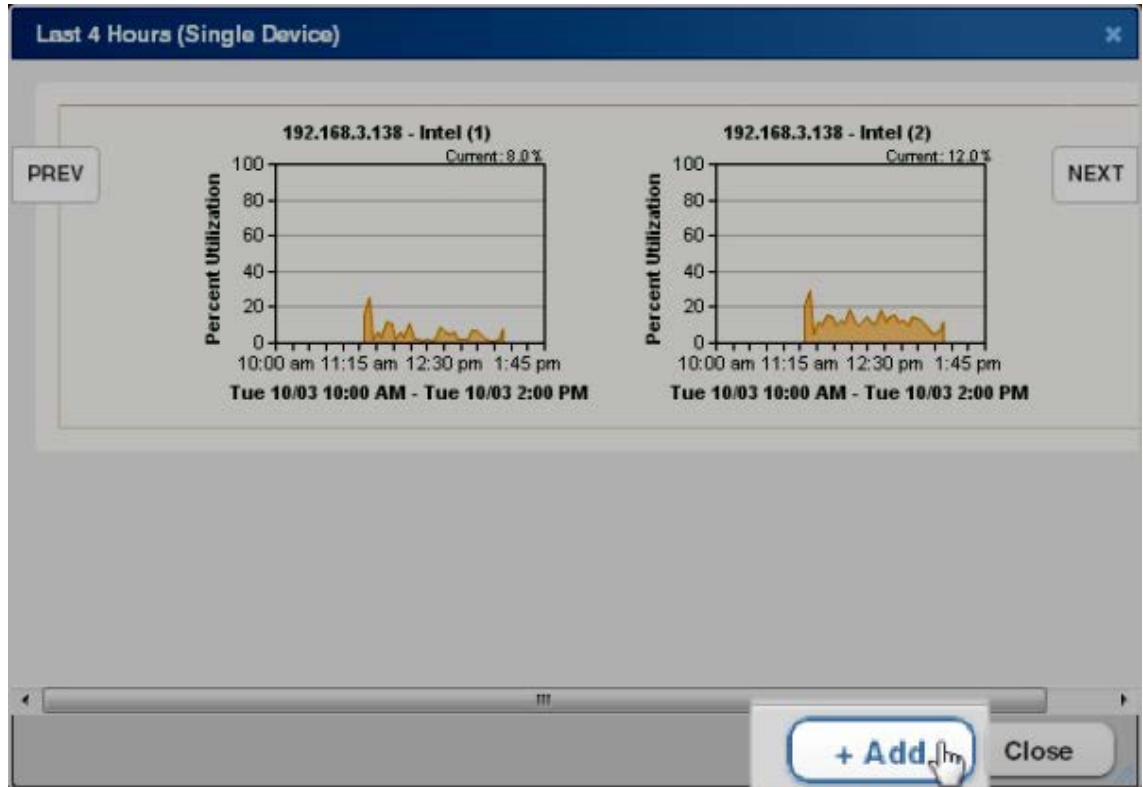 Last 4 Hours (Single Device)
PREV
NEXT
192.168.3.138 - Intel (1)
Current: 8.0%
Percent Utilization
100
80
60
40
20
0
10:00 am 11:15 am 12:30 pm 1:45 pm
Tue 10/03 10:00 AM - Tue 10/03 2:00 PM
192.168.3.138 - Intel (2)
Current: 12.0%
Percent Utilization
100
80
60
40
20
0
10:00 am 11:15 am 12:30 pm 1:45 pm
Tue 10/03 10:00 AM - Tue 10/03 2:00 PM
+ Add
Close